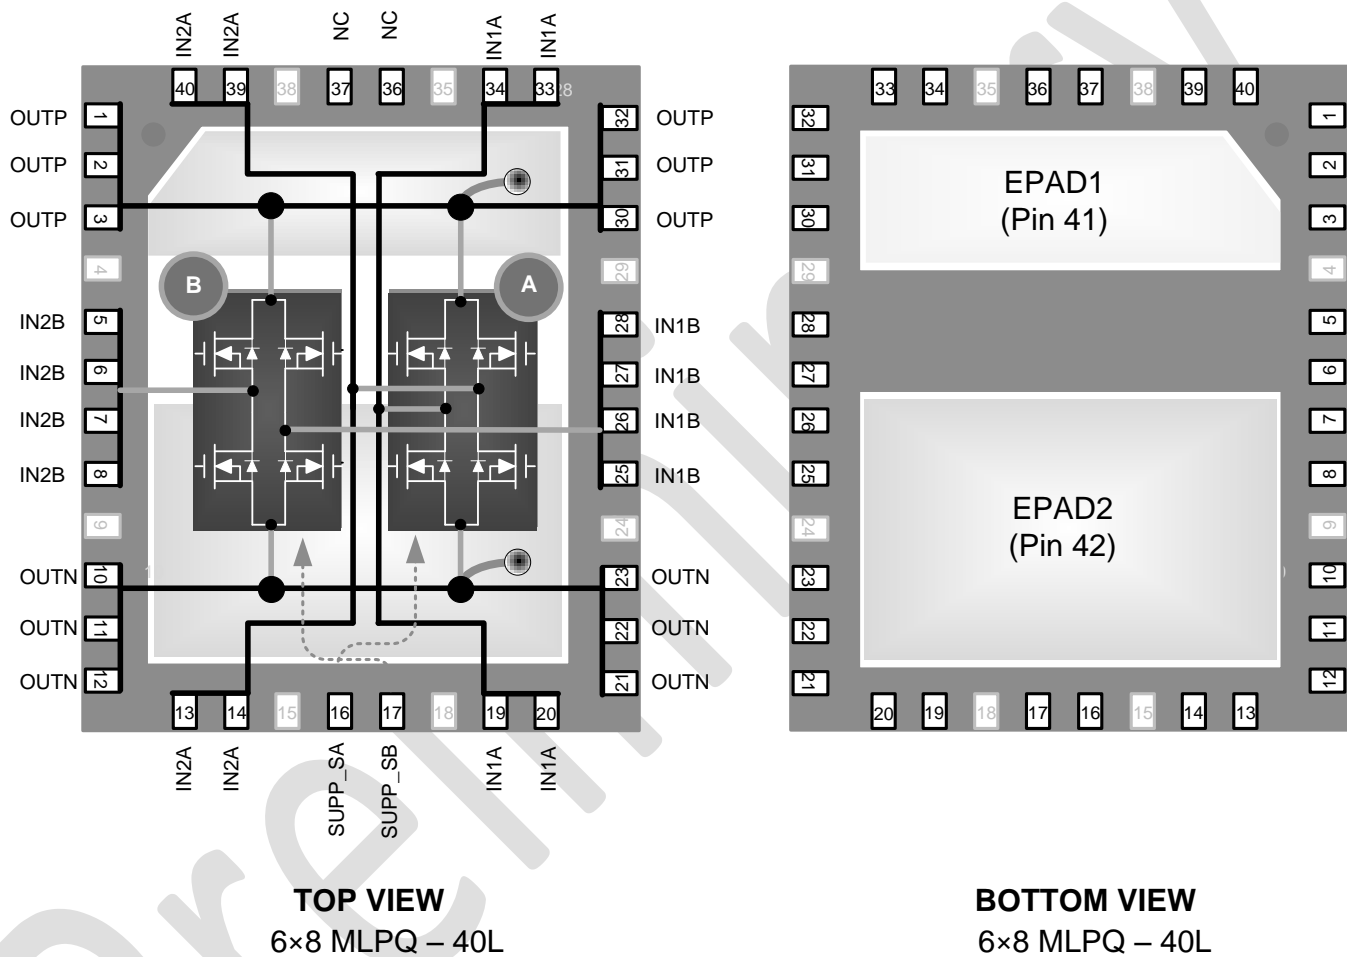 IN2A IN2A NC NC IN1A IN1A
40 39 38 37 36 35 34 33 28
OUTP 1 32 OUTP
OUTP 2 31 OUTP
OUTP 3 30 OUTP
4 29
B A
IN2B 5 28 IN1B
IN2B 6 27 IN1B
IN2B 7 26 IN1B
IN2B 8 25 IN1B
9 24
OUTN 10 23 OUTN
OUTN 11 22 OUTN
OUTN 12 21 OUTN
13 14 15 16 17 18 19 20
IN2A IN2A SUPP_SA SUPP_SB IN1A IN1A
TOP VIEW
6×8 MLPQ – 40L
33 34 35 36 37 38 39 40
32 1
31 2
30 3
29 4
28 5
27 6
26 7
25 8
24 9
23 10
22 11
21 12
EPAD1
(Pin 41)
EPAD2
(Pin 42)
20 19 18 17 16 15 14 13
BOTTOM VIEW
6×8 MLPQ – 40L